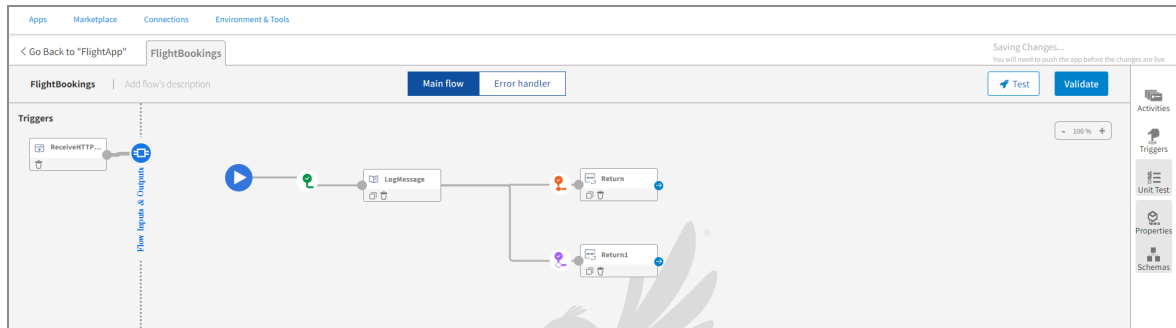 Apps Marketplace Connections Environment & Tools
< Go Back to "FlightApp" FlightBookings Saving Changes...
You will need to push the app before the changes are live
FlightBookings | Add flow's description Main flow Error handler Test Validate
Activities
Triggers
- 100 % +
ReceiveHTTP...
Triggers
Flow Inputs & Outputs
LogMessage
Return
Unit Test
Properties
Return1
Schemas